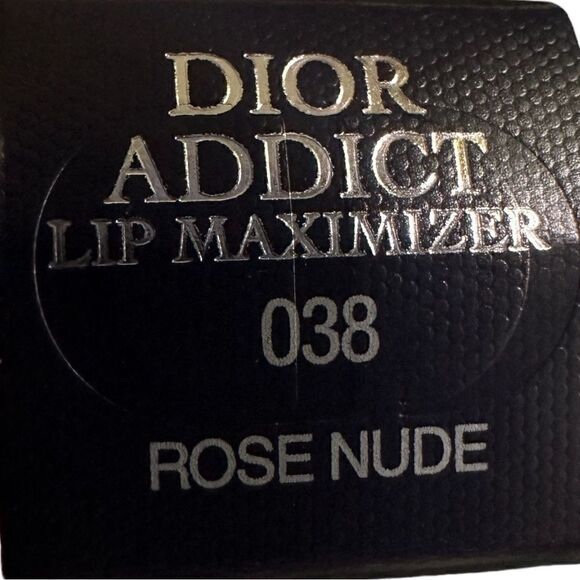 DIOR
ADDICT
LIP MAXIMIZER
038
ROSE NUDE